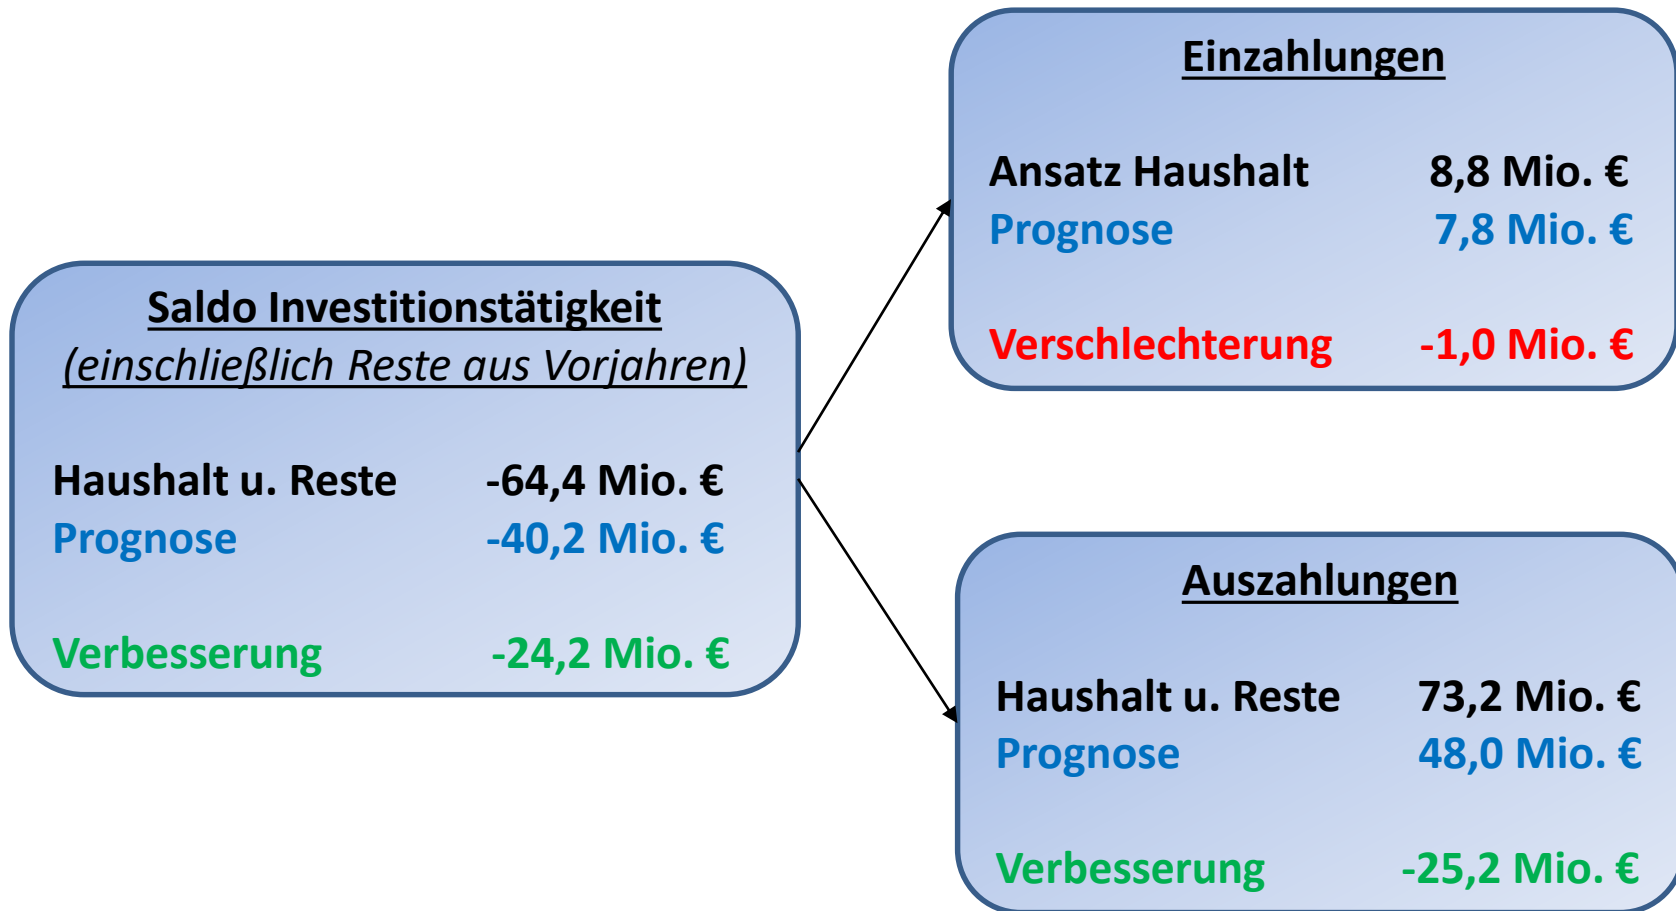 Saldo Investitionstätigkeit
(einschließlich Reste aus Vorjahren)
Haushalt u. Reste -64,4 Mio. €
Prognose -40,2 Mio. €
Verbesserung -24,2 Mio. €
Einzahlungen
Ansatz Haushalt 8,8 Mio. €
Prognose 7,8 Mio. €
Verschlechterung -1,0 Mio. €
Auszahlungen
Haushalt u. Reste 73,2 Mio. €
Prognose 48,0 Mio. €
Verbesserung -25,2 Mio. €